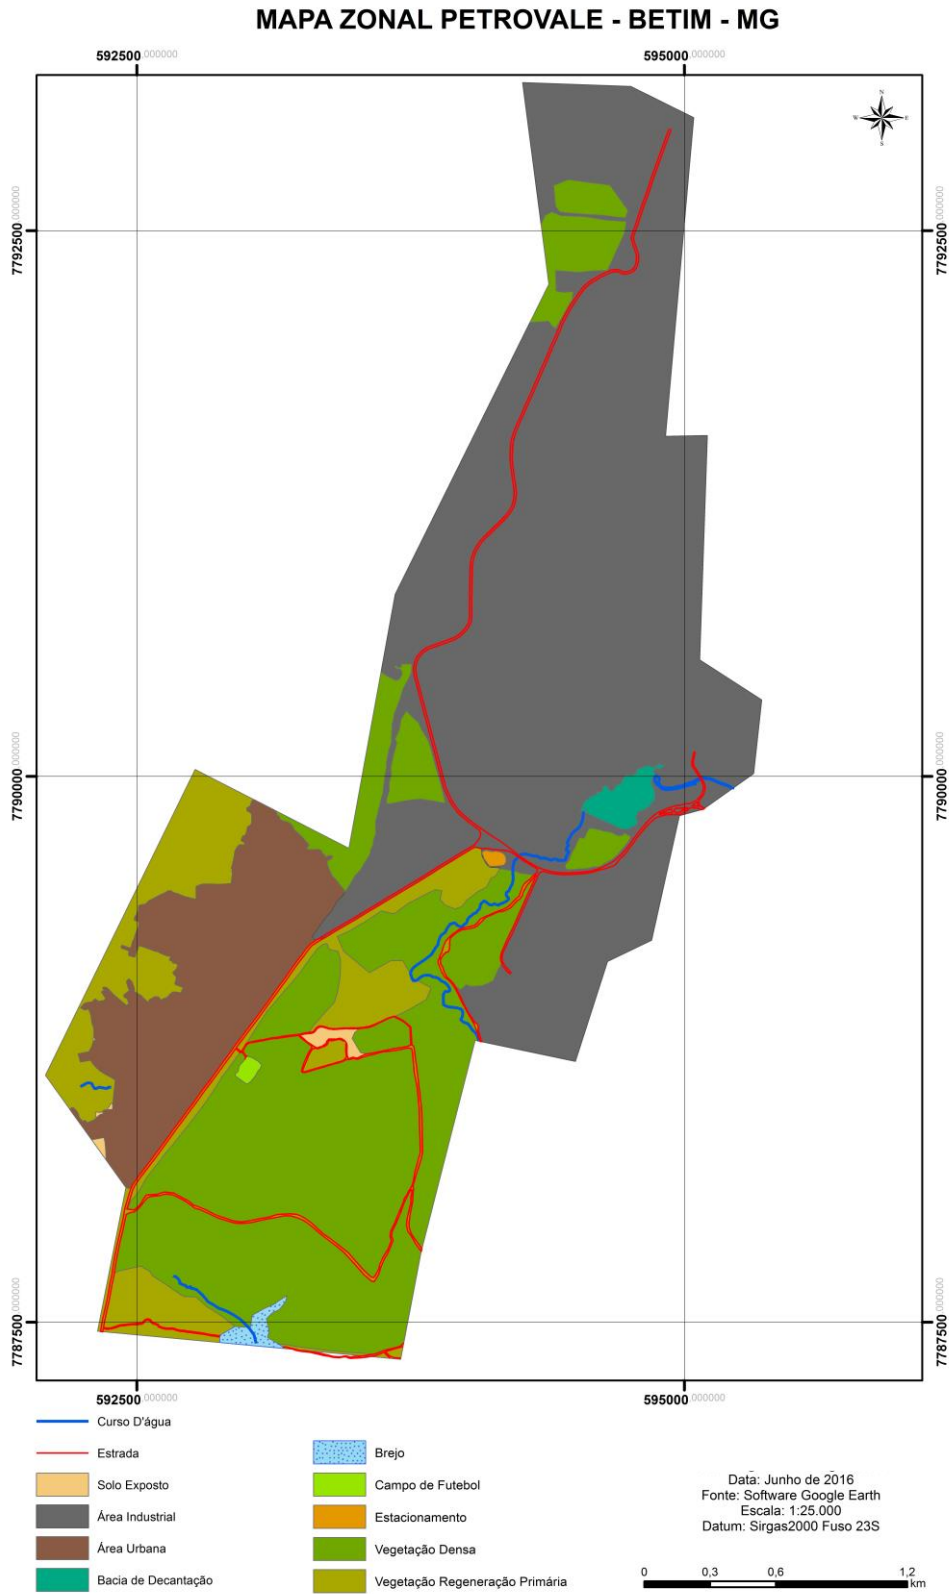 MAPA ZONAL PETROVALE - BETIM - MG
592500,000000
595000,000000
N
W E
S
7792500,000000
7792500,000000
7790000,000000
7790000,000000
7787500,000000
7787500,000000
592500,000000
595000,000000
Curso D'água
Estrada
Solo Exposto
Área Industrial
Área Urbana
Bacia de Decantação
Brejo
Campo de Futebol
Estacionamento
Vegetação Densa
Vegetação Regeneração Primária
Data: Junho de 2016
Fonte: Software Google Earth
Escala: 1:25.000
Datum: Sirgas2000 Fuso 23S
0 0,3 0,6 1,2
km